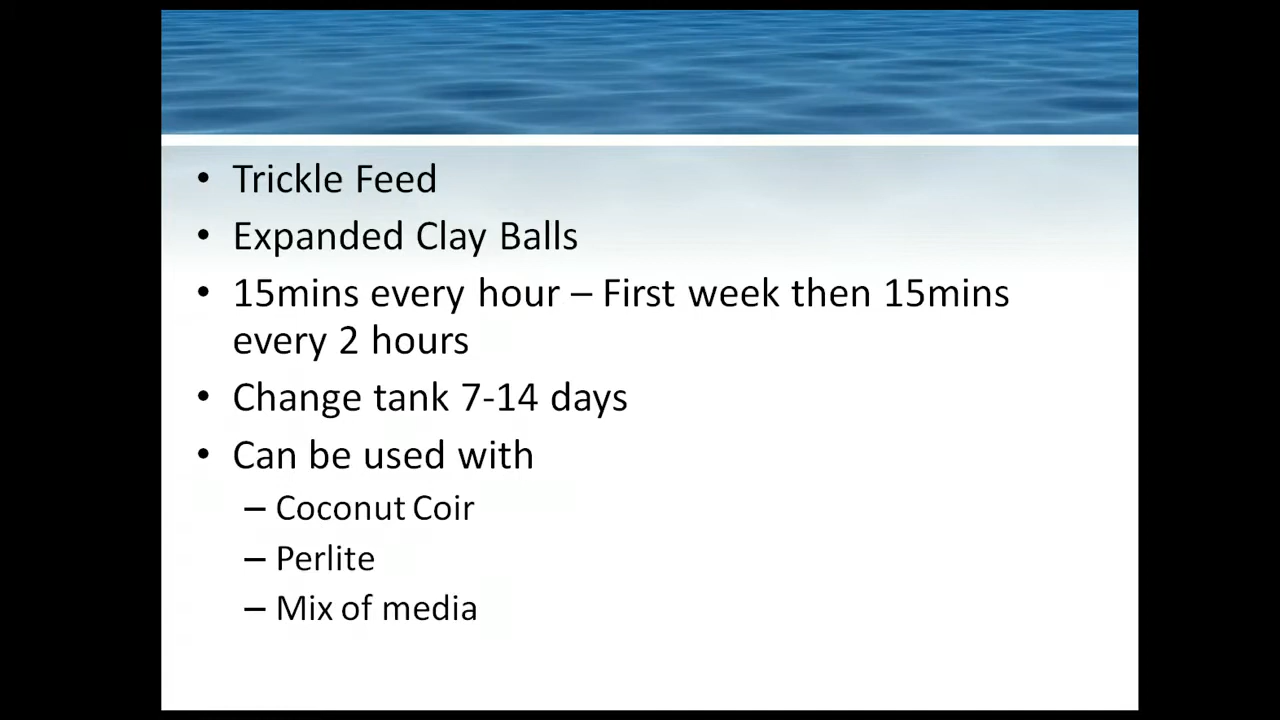 • Trickle Feed
• Expanded Clay Balls
• 15mins every hour – First week then 15mins
every 2 hours
• Change tank 7-14 days
• Can be used with
– Coconut Coir
– Perlite
– Mix of media